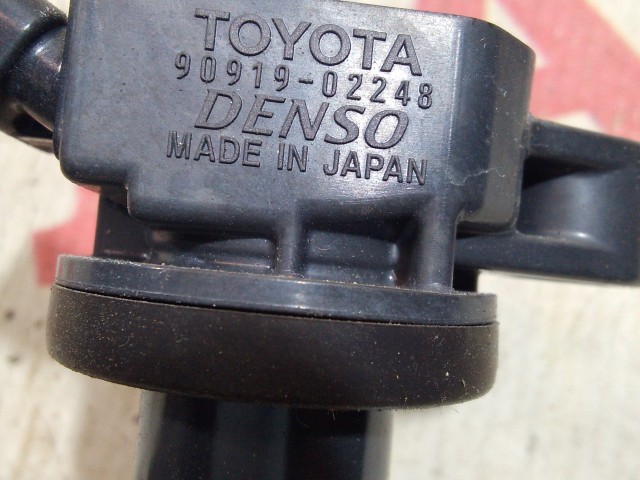 TOYOTA
90919-02248
DENSO
MADE IN JAPAN